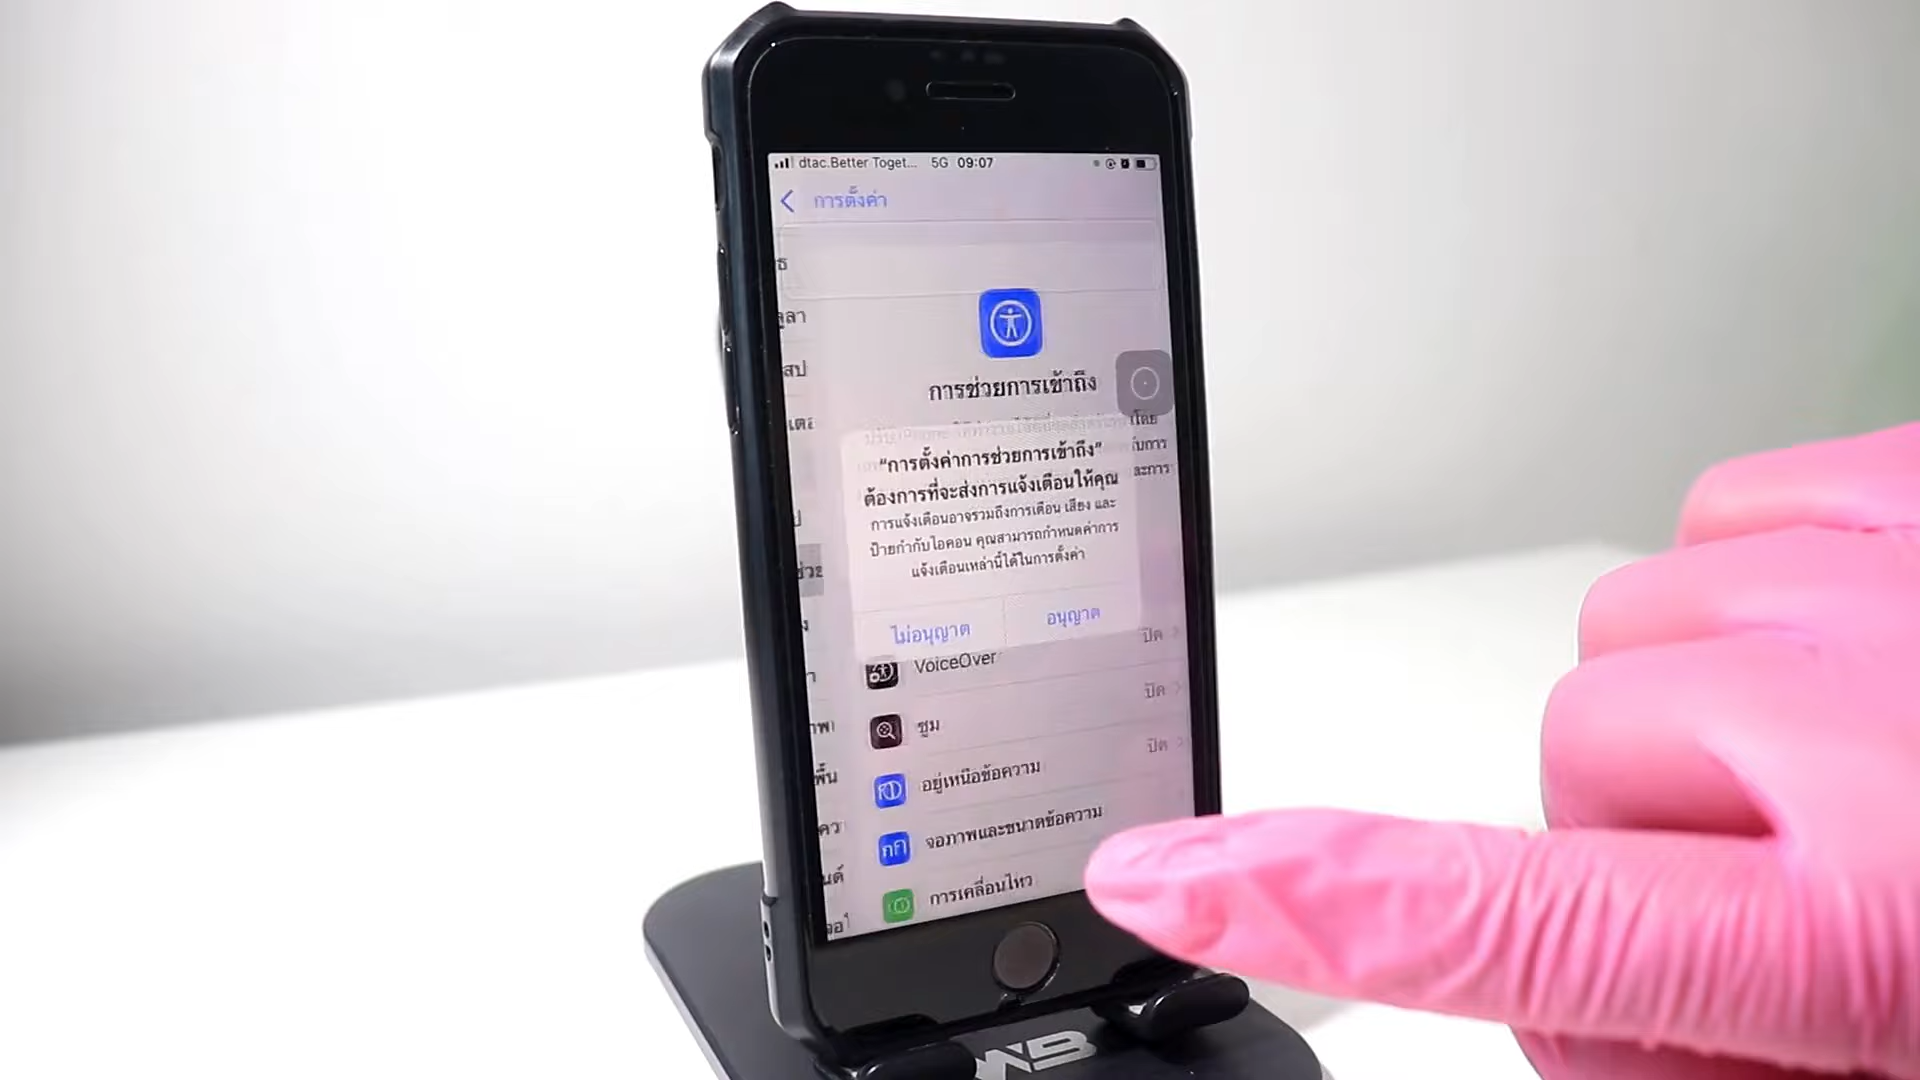 dtac.Better Toget... 5G 09:07
การตั้งค่า
การช่วยการเข้าถึง
"การตั้งค่าการช่วยการเข้าถึง"
ต้องการที่จะส่งการแจ้งเตือนให้คุณ
การแจ้งเตือนอาจรวมถึงการเตือน เสียง และ
ป้ายกำกับไอคอน คุณสามารถกำหนดค่าการ
แจ้งเตือนเหล่านี้ได้ในการตั้งค่า
ไม่อนุญาต อนุญาต
VoiceOver ปิด
ซูม ปิด
อยู่เหนือข้อความ ปิด
จอภาพและขนาดข้อความ
การเคลื่อนไหว